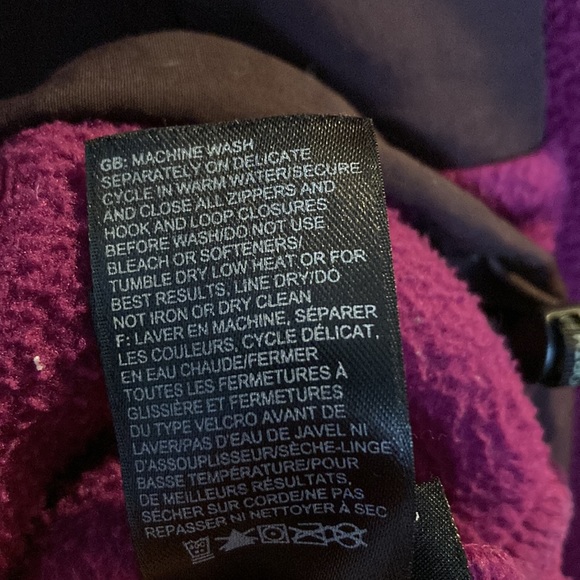 GB: MACHINE WASH
SEPARATELY ON DELICATE
CYCLE IN WARM WATER/SECURE
AND CLOSE ALL ZIPPERS AND
HOOK AND LOOP CLOSURES
BEFORE WASH/DO NOT USE
BLEACH OR SOFTENERS/
TUMBLE DRY LOW HEAT OR FOR
BEST RESULTS, LINE DRY/DO
NOT IRON OR DRY CLEAN
F: LAVER EN MACHINE, SÉPARER
LES COULEURS, CYCLE DÉLICAT,
EN EAU CHAUDE/FERMER
TOUTES LES FERMETURES À
GLISSIÈRE ET FERMETURES
DU TYPE VELCRO AVANT DE
LAVER/PAS D'EAU DE JAVEL NI
D'ASSOUPLISSEUR/SÈCHE-LINGE
BASSE TEMPÉRATURE/POUR
DE MEILLEURS RÉSULTATS,
SÉCHER SUR CORDE/NE PAS
REPASSER NI NETTOYER À SEC